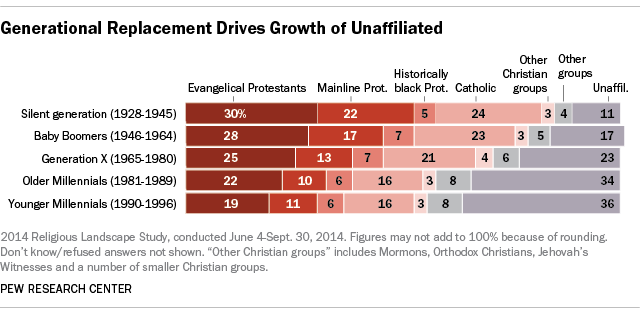 Generational Replacement Drives Growth of Unaffiliated
Evangelical Protestants Mainline Prot. Historically black Prot. Catholic Other Christian groups Other groups Unaffil.
Silent generation (1928-1945) 30% 22 5 24 3 4 11
Baby Boomers (1946-1964) 28 17 7 23 3 5 17
Generation X (1965-1980) 25 13 7 21 4 6 23
Older Millennials (1981-1989) 22 10 6 16 3 8 34
Younger Millennials (1990-1996) 19 11 6 16 3 8 36
2014 Religious Landscape Study, conducted June 4-Sept. 30, 2014. Figures may not add to 100% because of rounding.
Don't know/refused answers not shown. "Other Christian groups" includes Mormons, Orthodox Christians, Jehovah's
Witnesses and a number of smaller Christian groups.
PEW RESEARCH CENTER